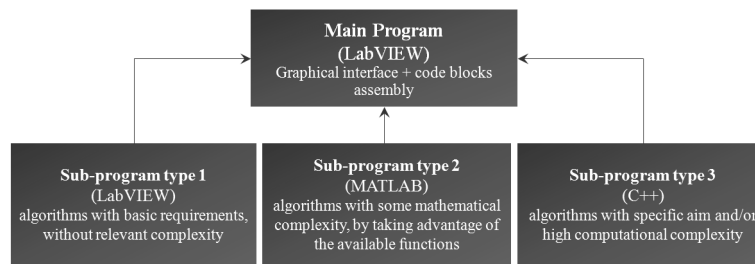 Main Program
(LabVIEW)
Graphical interface + code blocks
assembly
Sub-program type 1
(LabVIEW)
algorithms with basic requirements,
without relevant complexity
Sub-program type 2
(MATLAB)
algorithms with some mathematical
complexity, by taking advantage of
the available functions
Sub-program type 3
(C++)
algorithms with specific aim and/or
high computational complexity